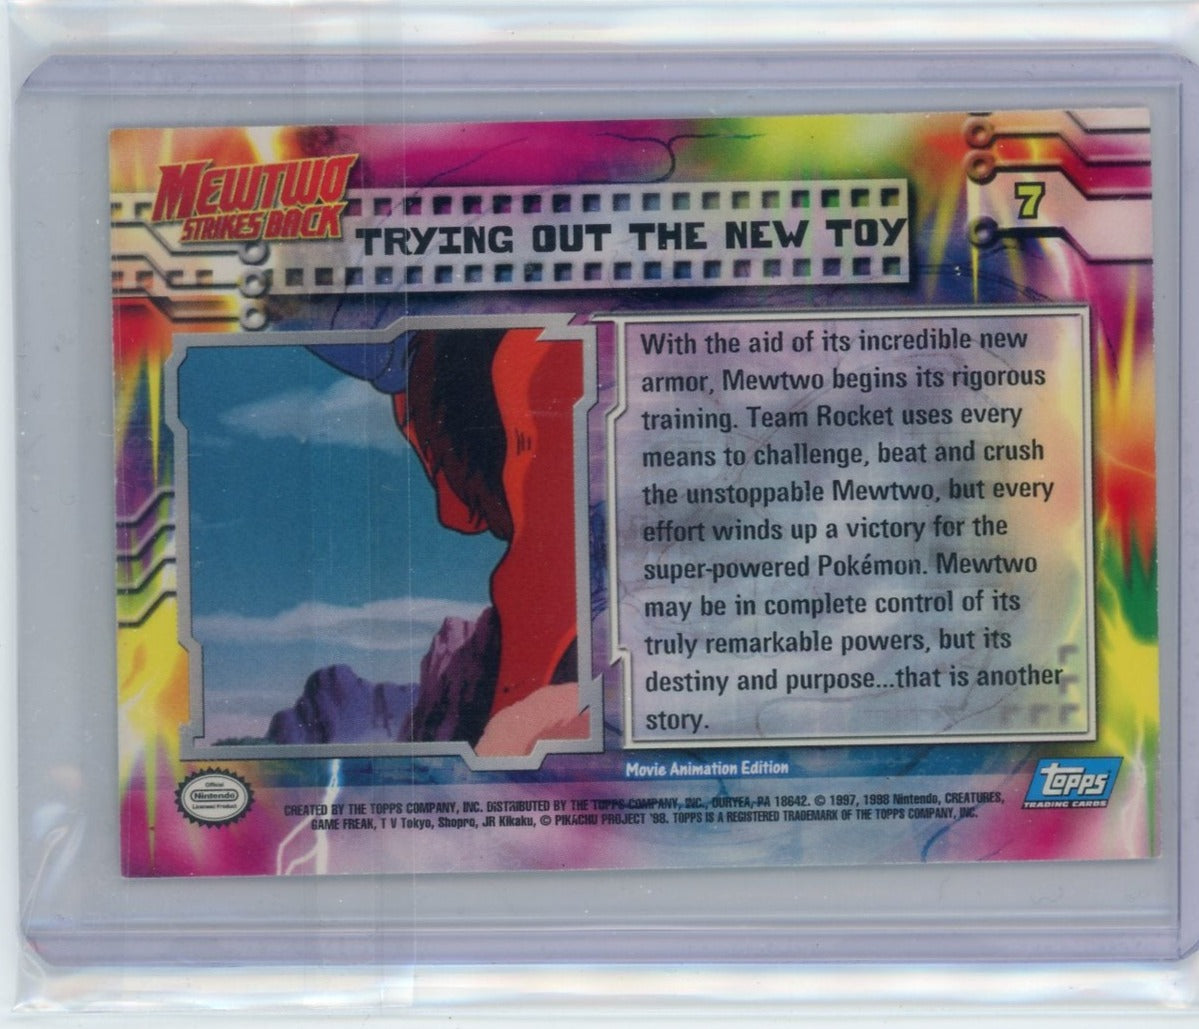 MEWTWO
STRIKES BACK
TRYING OUT THE NEW TOY
7
With the aid of its incredible new
armor, Mewtwo begins its rigorous
training. Team Rocket uses every
means to challenge, beat and crush
the unstoppable Mewtwo, but every
effort winds up a victory for the
super-powered Pokémon. Mewtwo
may be in complete control of its
truly remarkable powers, but its
destiny and purpose...that is another
story.
Movie Animation Edition
Topps
TRADING CARDS
Official
Nintendo
Licensed Product
CREATED BY THE TOPPS COMPANY, INC. DISTRIBUTED BY THE TOPPS COMPANY, INC., DURYEA, PA 18642. © 1997, 1998 Nintendo, CREATURES,
GAME FREAK, T V Tokyo, Shopro, JR Kikaku, © PIKACHU PROJECT '98. TOPPS IS A REGISTERED TRADEMARK OF THE TOPPS COMPANY, INC.